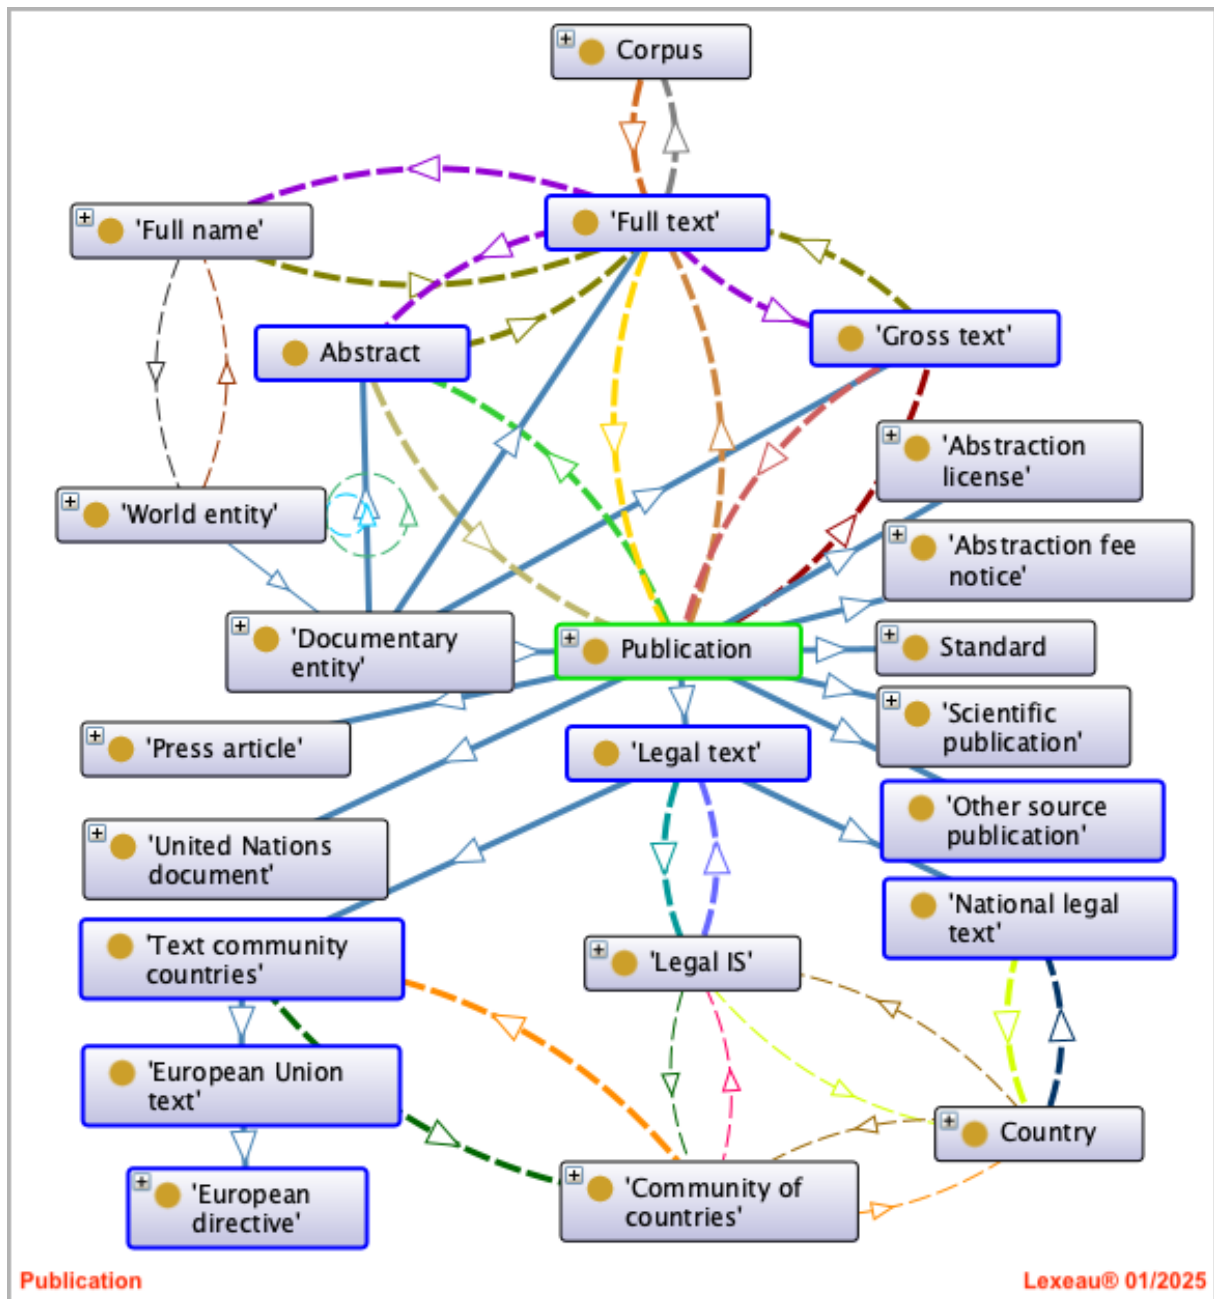 Corpus
'Full name'
'Full text'
Abstract
'Gross text'
'Abstraction
license'
'World entity'
'Abstraction fee
notice'
'Documentary
entity'
Publication
Standard
'Scientific
publication'
'Press article'
'Legal text'
'Other source
publication'
'United Nations
document'
'National legal
text'
'Text community
countries'
'Legal IS'
'European Union
text'
Country
'European
directive'
'Community of
countries'
Publication
Lexeau® 01/2025